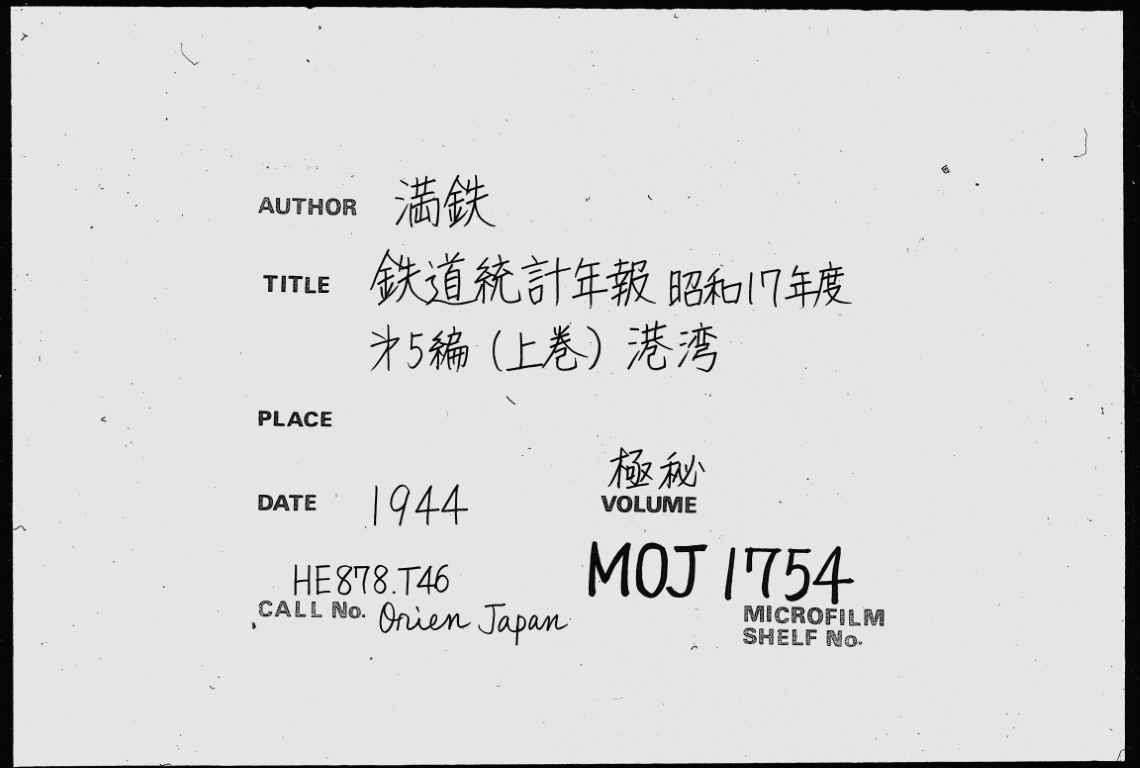 AUTHOR 満鉄
TITLE 鉄道統計年報 昭和17年度
㐧5編 (上巻) 港湾
PLACE
極秘
DATE 1944 VOLUME
HE878.T46 MOJ 1754
CALL No. Orien Japan MICROFILM
SHELF No.